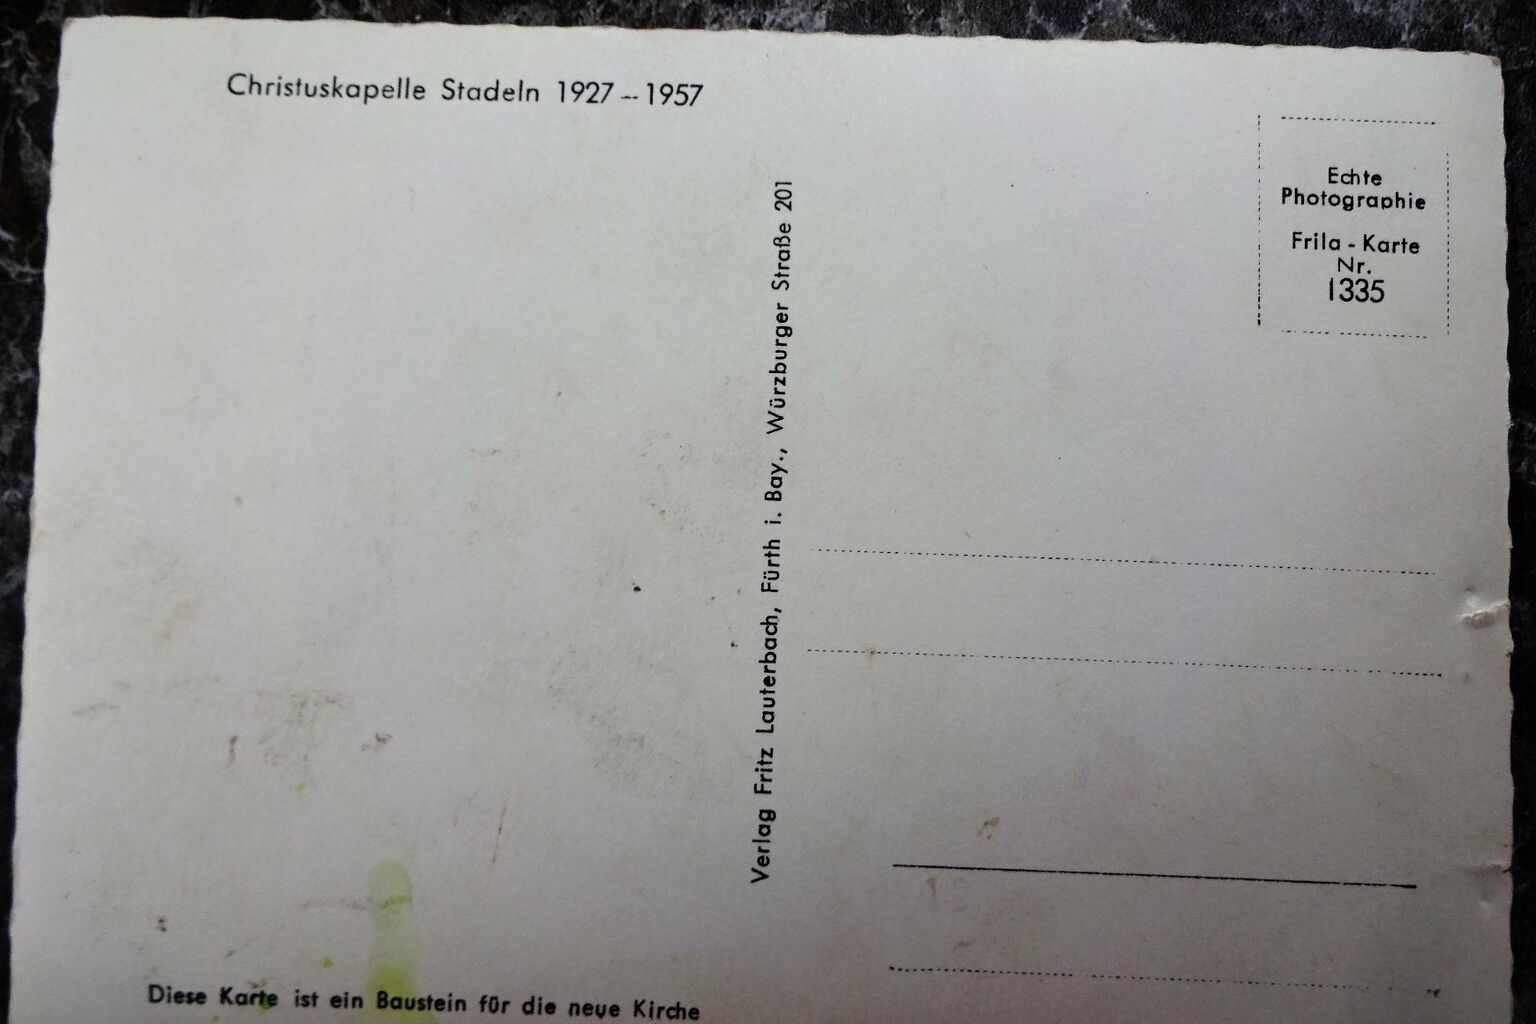 Christuskapelle Stadeln 1927 -- 1957
Verlag Fritz Lauterbach, Fürth i. Bay., Würzburger Straße 201
Echte
Photographie
Frila - Karte
Nr.
1335
Diese Karte ist ein Baustein für die neue Kirche